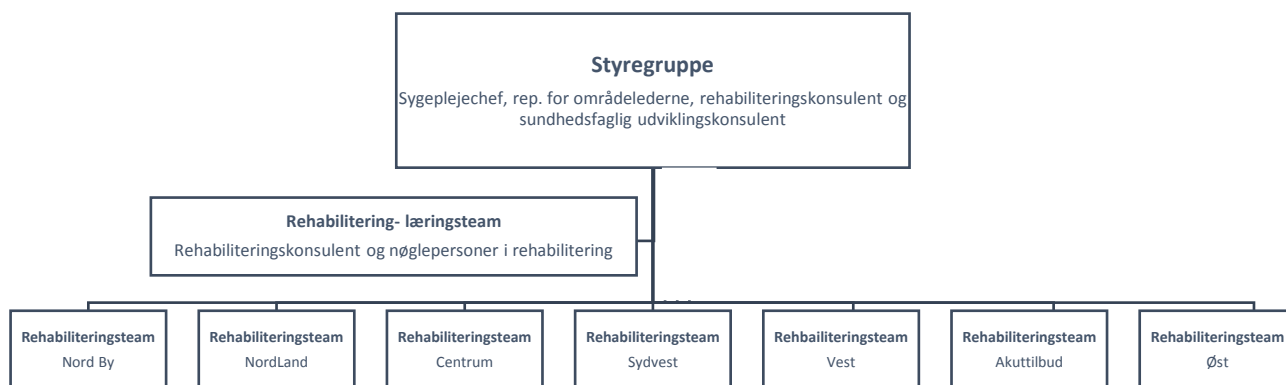 Styregruppe
Sygeplejechef, rep. for områdelederne, rehabiliteringskonsulent og
sundhedsfaglig udviklingskonsulent
Rehabilitering- læringsteam
Rehabiliteringskonsulent og nøglepersoner i rehabilitering
Rehabiliteringsteam
Nord By
Rehabiliteringsteam
NordLand
Rehabiliteringsteam
Centrum
Rehabiliteringsteam
Sydvest
Rehbailiteringsteam
Vest
Rehabiliteringsteam
Akuttilbud
Rehabiliteringsteam
Øst